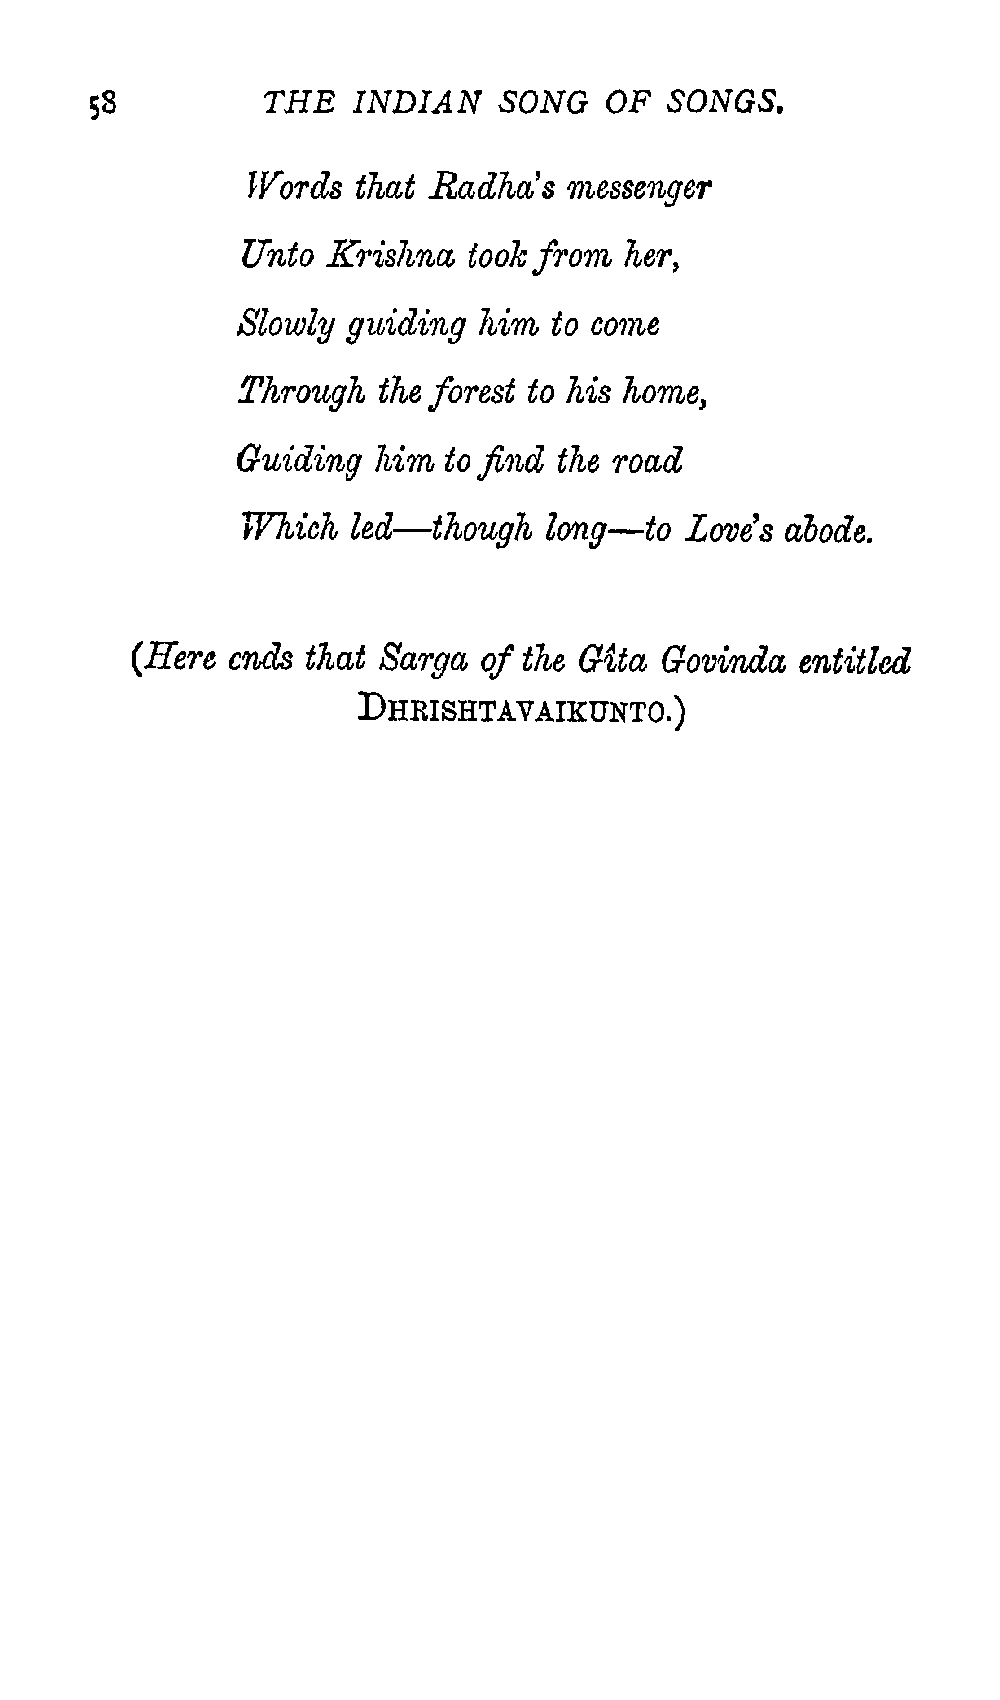 58 THE INDIAN SONG OF SONGS.
Words that Radha's messenger
Unto Krishna took from her,
Slowly guiding him to come
Through the forest to his home,
Guiding him to find the road
Which led—though long—to Love's abode.
(Here ends that Sarga of the Gîta Govinda entitled
DHRISHTAVAIKUNTO.)